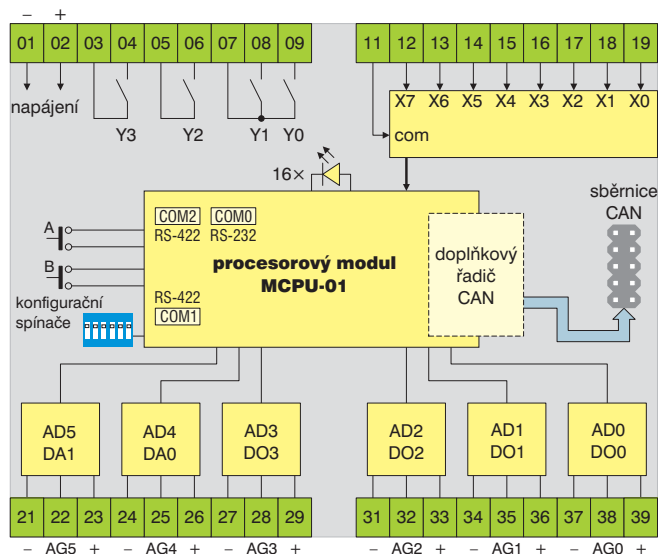 − +
01 02 03 04 05 06 07 08 09
11 12 13 14 15 16 17 18 19
napájení
Y3 Y2 Y1 Y0
X7 X6 X5 X4 X3 X2 X1 X0
com
16×
sběrnice
CAN
A
B
COM2 COM0
RS-422 RS-232
procesorový modul
MCPU-01
RS-422
COM1
doplňkový
řadič
CAN
konfigurační
spínače
AD5
DA1
AD4
DA0
AD3
DO3
AD2
DO2
AD1
DO1
AD0
DO0
21 22 23 24 25 26 27 28 29
31 32 33 34 35 36 37 38 39
− AG5 + − AG4 + − AG3 +
− AG2 + − AG1 + − AG0 +